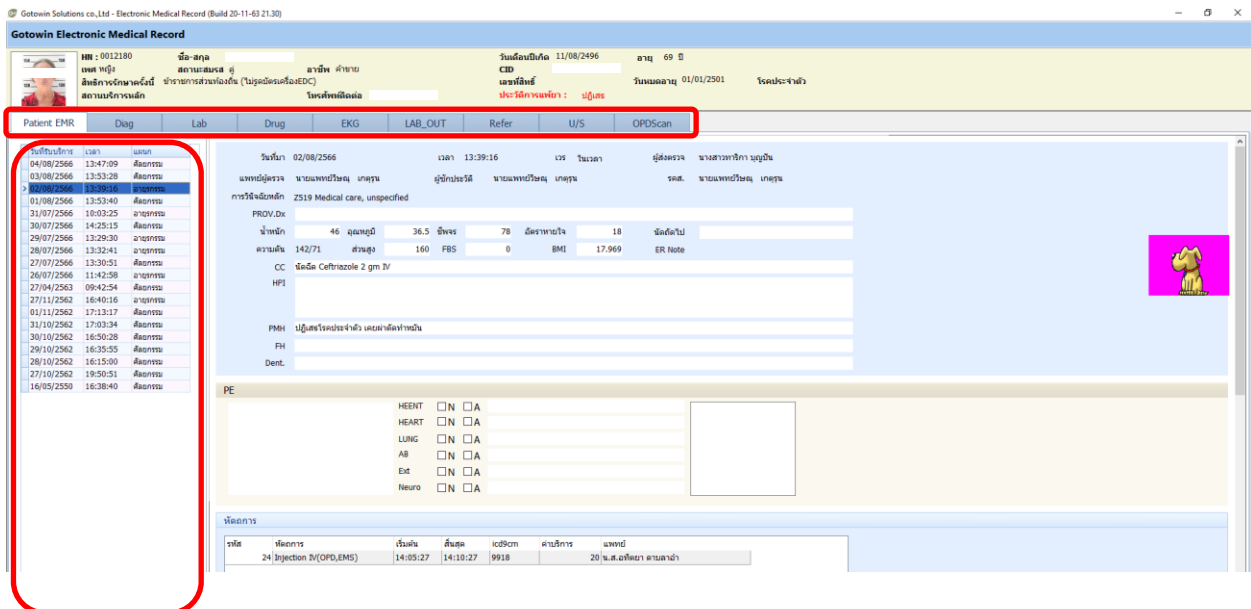 Gotowin Solutions co.,Ltd - Electronic Medical Record (Build 20-11-63 21.30)
Gotowin Electronic Medical Record
HN : 0012180 ชื่อ-สกุล วันเดือนปีเกิด 11/08/2496 อายุ 69 ปี
เพศ หญิง สถานะสมรส คู่ อาชีพ ค้าขาย CID
สิทธิการรักษาครั้งนี้ ข้าราชการส่วนท้องถิ่น (ไม่รูดบัตรเครื่องEDC) เลขที่สิทธิ์ วันหมดอายุ 01/01/2501 โรคประจำตัว
สถานบริการหลัก โทรศัพท์ติดต่อ ประวัติการแพ้ยา : ปฏิเสธ
Patient EMR Diag Lab Drug EKG LAB_OUT Refer U/S OPDScan
วันที่รับบริการ เวลา แผนก
04/08/2566 13:47:09 ศัลยกรรม
03/08/2566 13:53:28 ศัลยกรรม
02/08/2566 13:39:16 อายุรกรรม
01/08/2566 13:53:40 ศัลยกรรม
31/07/2566 10:03:25 อายุรกรรม
30/07/2566 14:25:15 ศัลยกรรม
29/07/2566 13:29:30 อายุรกรรม
28/07/2566 13:32:41 อายุรกรรม
27/07/2566 13:30:51 ศัลยกรรม
26/07/2566 11:42:58 อายุรกรรม
27/04/2563 09:42:54 ศัลยกรรม
27/11/2562 16:40:16 อายุรกรรม
01/11/2562 17:13:17 ศัลยกรรม
31/10/2562 17:03:34 ศัลยกรรม
30/10/2562 16:50:28 ศัลยกรรม
29/10/2562 16:35:55 ศัลยกรรม
28/10/2562 16:15:00 ศัลยกรรม
27/10/2562 19:50:51 ศัลยกรรม
16/05/2550 16:38:40 ศัลยกรรม
วันที่มา 02/08/2566 เวลา 13:39:16 เวร ในเวลา ผู้ส่งตรวจ นางสาวทาริกา บุญปัน
แพทย์ผู้ตรวจ นายแพทย์วิษณุ เกตุรุน ผู้ซักประวัติ นายแพทย์วิษณุ เกตุรุน รคส. นายแพทย์วิษณุ เกตุรุน
การวินิจฉัยหลัก Z519 Medical care, unspecified
PROV.Dx
น้ำหนัก 46 อุณหภูมิ 36.5 ชีพจร 78 อัตราหายใจ 18 นัดถัดไป
ความดัน 142/71 ส่วนสูง 160 FBS 0 BMI 17.969 ER Note
CC นัดฉีด Ceftriazole 2 gm IV
HPI
PMH ปฏิเสธโรคประจำตัว เคยผ่าตัดทำหมัน
FH
Dent.
PE
HEENT N A
HEART N A
LUNG N A
AB N A
Ext N A
Neuro N A
หัตถการ
รหัส หัตถการ เริ่มต้น สิ้นสุด icd9cm ค่าบริการ แพทย์
24 Injection IV(OPD,EMS) 14:05:27 14:10:27 9918 20 น.ส.อทิตยา